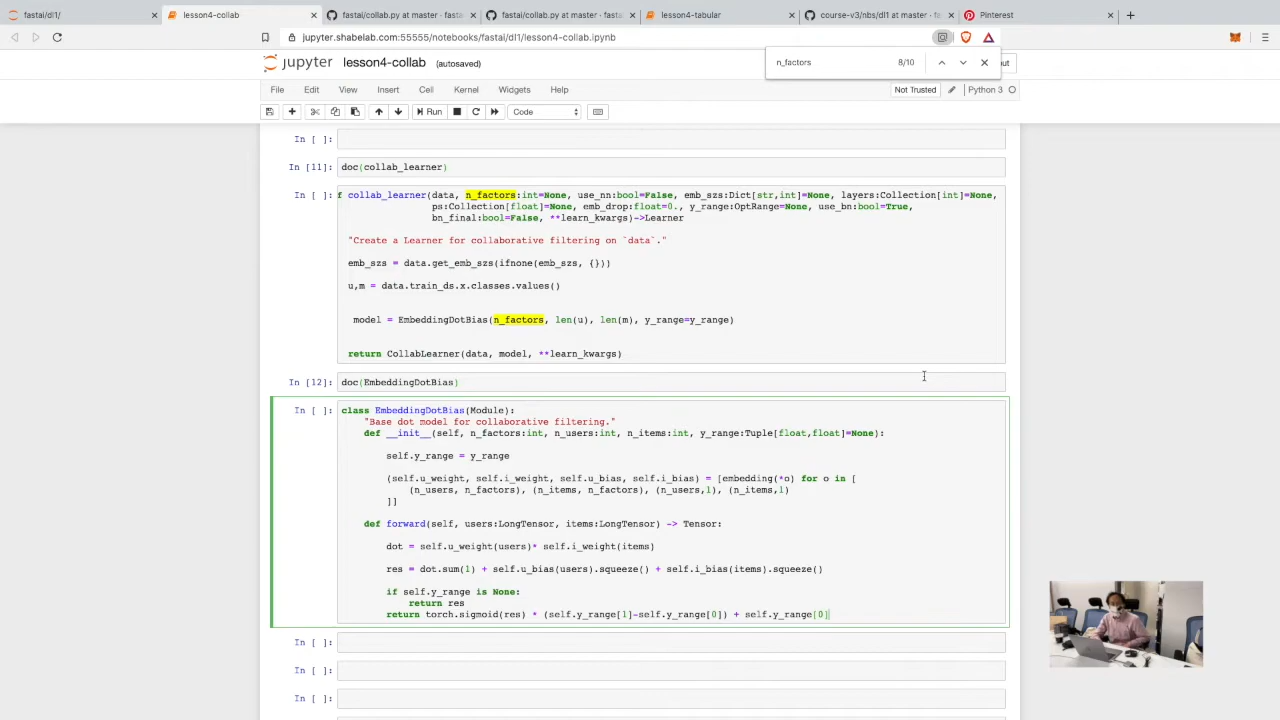 fastai/dl1/
lesson4-collab
fastai/collab.py at master · fasta
fastai/collab.py at master · fasta
lesson4-tabular
course-v3/nbs/dl1 at master ·
Pinterest
jupyter.shabelab.com:55555/notebooks/fastai/dl1/lesson4-collab.ipynb
n_factors 8/10
jupyter lesson4-collab (autosaved) out
File Edit View Insert Cell Kernel Widgets Help Not Trusted Python 3
Run Code
In [ ]:
In [11]: doc(collab_learner)
In [ ]: f collab_learner(data, n_factors:int=None, use_nn:bool=False, emb_szs:Dict[str,int]=None, layers:Collection[int]=None,
ps:Collection[float]=None, emb_drop:float=0., y_range:OptRange=None, use_bn:bool=True,
bn_final:bool=False, **learn_kwargs)->Learner
"Create a Learner for collaborative filtering on `data`."
emb_szs = data.get_emb_szs(ifnone(emb_szs, {}))
u,m = data.train_ds.x.classes.values()
model = EmbeddingDotBias(n_factors, len(u), len(m), y_range=y_range)
return CollabLearner(data, model, **learn_kwargs)
In [12]: doc(EmbeddingDotBias)
In [ ]: class EmbeddingDotBias(Module):
"Base dot model for collaborative filtering."
def __init__(self, n_factors:int, n_users:int, n_items:int, y_range:Tuple[float,float]=None):
self.y_range = y_range
(self.u_weight, self.i_weight, self.u_bias, self.i_bias) = [embedding(*o) for o in [
(n_users, n_factors), (n_items, n_factors), (n_users,1), (n_items,1)
]]
def forward(self, users:LongTensor, items:LongTensor) -> Tensor:
dot = self.u_weight(users)* self.i_weight(items)
res = dot.sum(1) + self.u_bias(users).squeeze() + self.i_bias(items).squeeze()
if self.y_range is None:
return res
return torch.sigmoid(res) * (self.y_range[1]-self.y_range[0]) + self.y_range[0]
In [ ]:
In [ ]:
In [ ]: